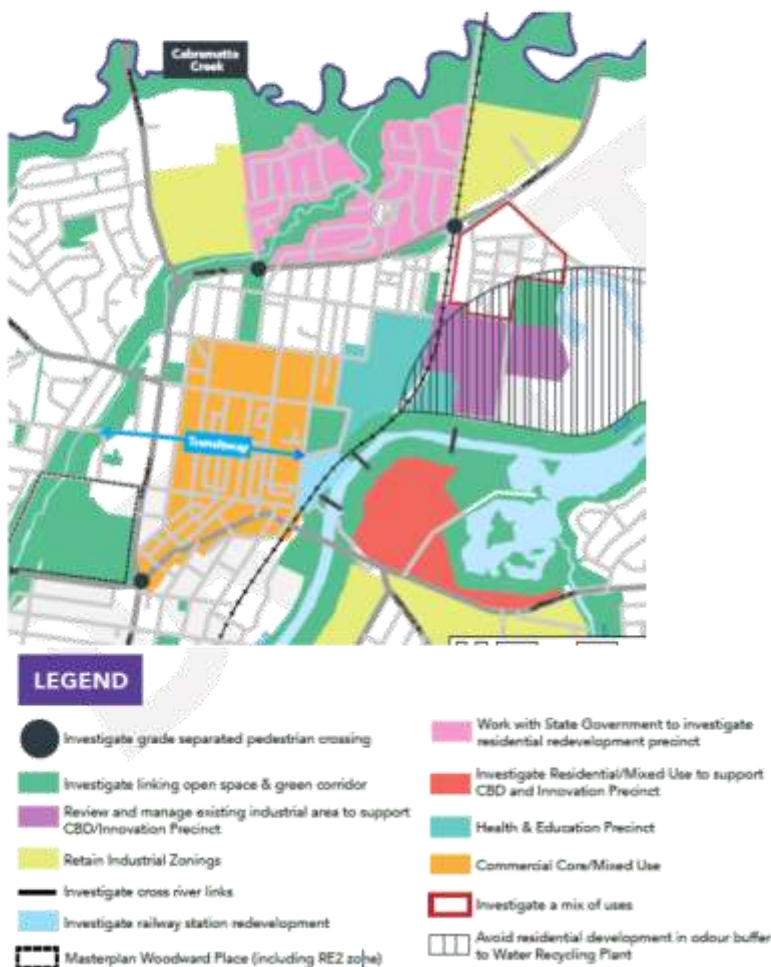 Cabramatta
Creek
Transitway
LEGEND
Investigate grade separated pedestrian crossing
Investigate linking open space & green corridor
Review and manage existing industrial area to support
CBD/Innovation Precinct
Retain Industrial Zonings
Investigate cross river links
Investigate railway station redevelopment
Masterplan Woodward Place (including RE2 zone)
Work with State Government to investigate
residential redevelopment precinct
Investigate Residential/Mixed Use to support
CBD and Innovation Precinct
Health & Education Precinct
Commercial Core/Mixed Use
Investigate a mix of uses
Avoid residential development in odour buffer
to Water Recycling Plant